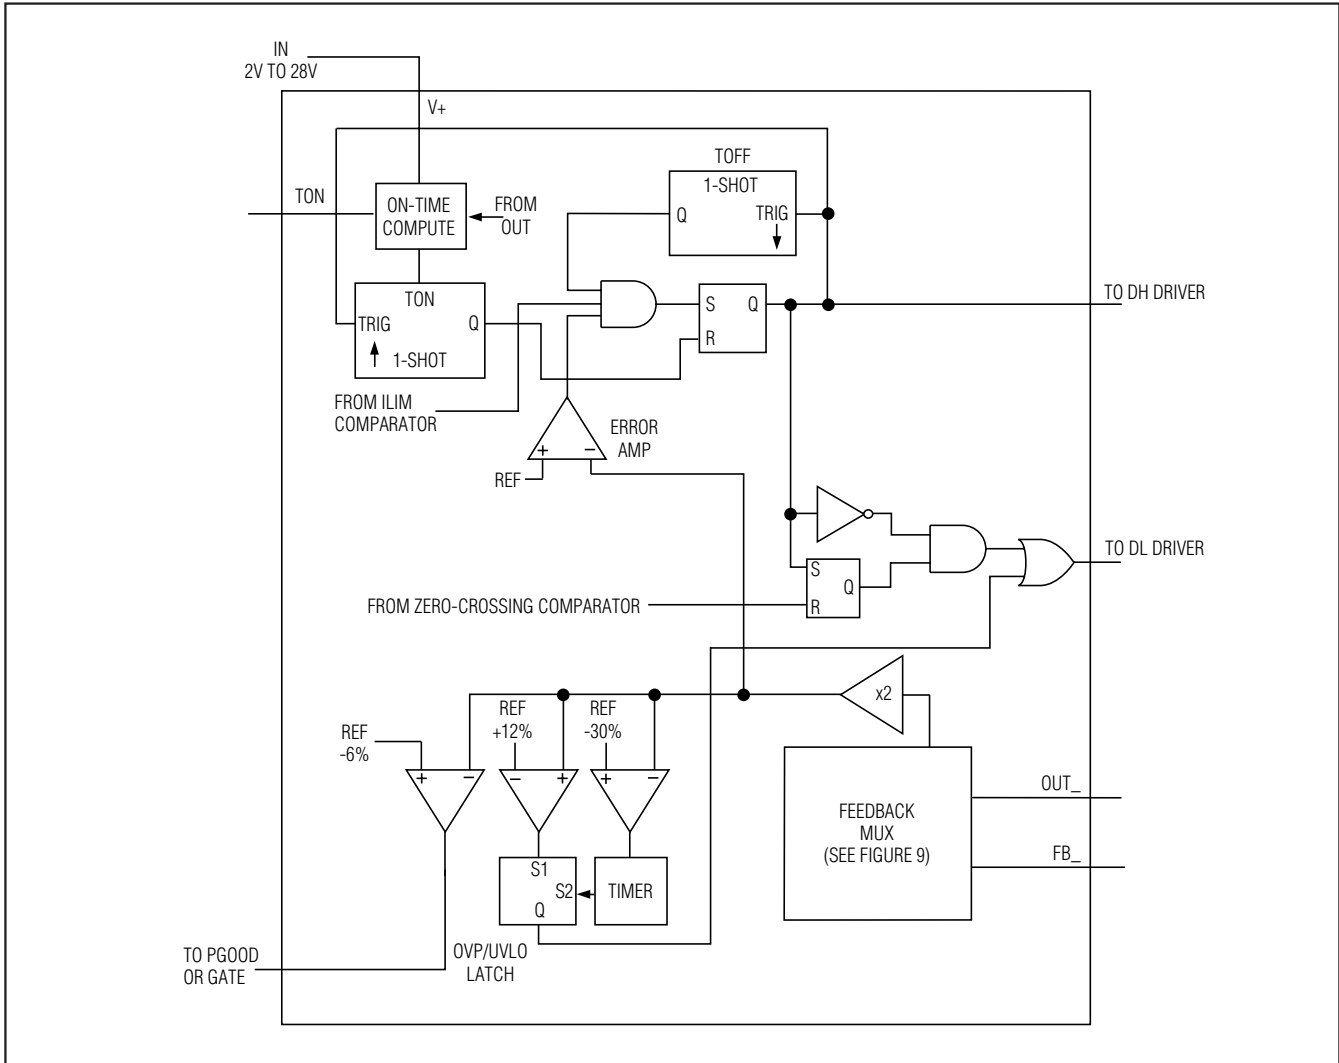 IN
2V TO 28V
V+
TOFF
1-SHOT
Q
TRIG
TON
ON-TIME
COMPUTE
FROM
OUT
TON
TRIG
Q
1-SHOT
S
Q
R
TO DH DRIVER
FROM ILIM
COMPARATOR
ERROR
AMP
+
−
REF
TO DL DRIVER
S
Q
R
FROM ZERO-CROSSING COMPARATOR
x2
REF
-6%
REF
+12%
REF
-30%
+
−
−
+
+
−
FEEDBACK
MUX
(SEE FIGURE 9)
OUT_
FB_
S1
S2
Q
TIMER
OVP/UVLO
LATCH
TO PGOOD
OR GATE